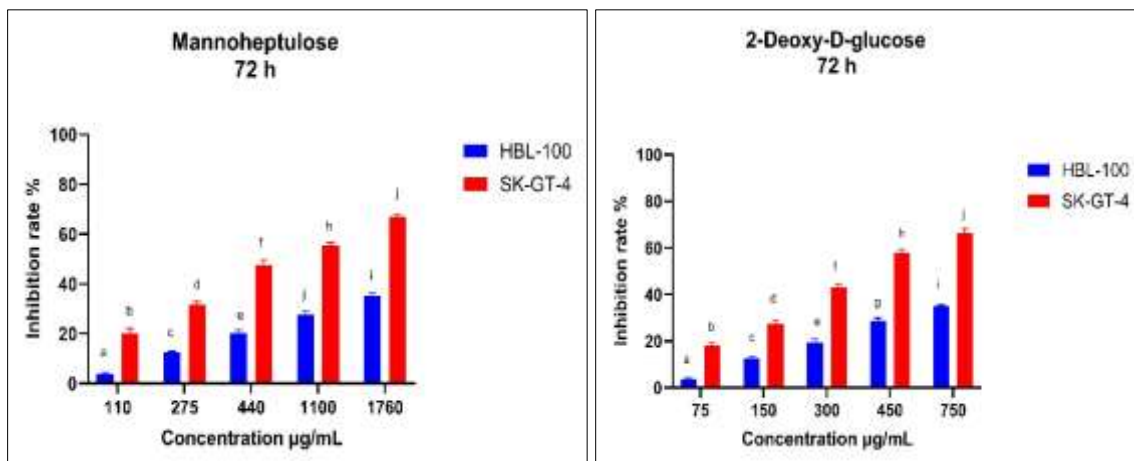 Mannoheptulose
72 h
100
80
60
40
20
0
Inhibition rate %
HBL-100
SK-GT-4
a
b
c
d
e
f
j
h
i
j
110
275
440
1100
1760
Concentration µg/mL
2-Deoxy-D-glucose
72 h
100
80
60
40
20
0
Inhibition rate %
HBL-100
SK-GT-4
a
b
c
d
e
g
h
i
j
75
150
300
450
750
Concentration µg/mL